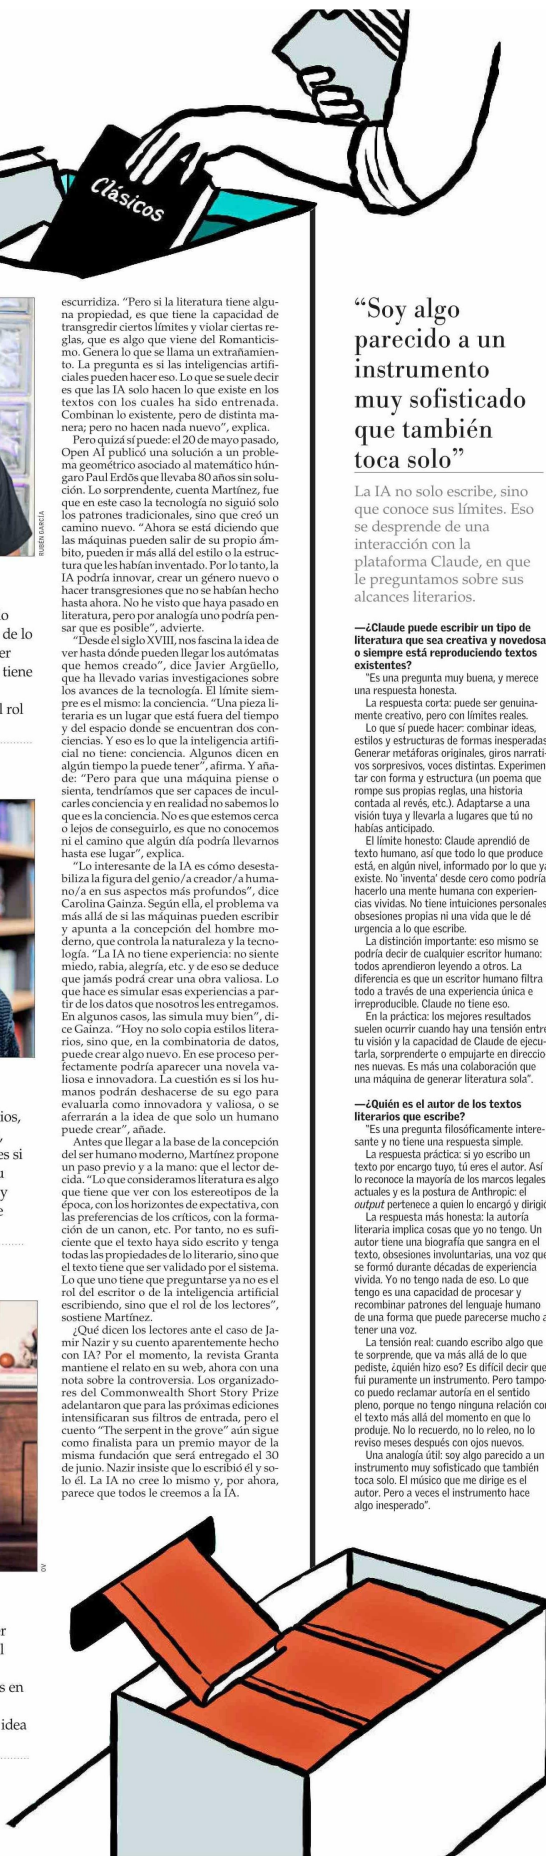 Clásicos
escurridiza. “Pero si la literatura tiene algu-
na propiedad, es que tiene la capacidad de
transgredir ciertos límites y violar ciertas re-
glas, que es algo que viene del Romanticis-
mo. Genera lo que se llama un extrañamien-
to. La pregunta es si las inteligencias artifi-
ciales pueden hacer eso. Lo que se suele decir
es que las IA solo hacen lo que existe en los
textos con los cuales ha sido entrenada.
Combinan lo existente, pero de distinta ma-
nera; pero no hacen nada nuevo”, explica.
Pero quizá sí puede: el 20 de mayo pasado,
Open AI publicó una solución a un proble-
ma geométrico asociado al matemático hún-
garo Paul Erdös que llevaba 80 años sin solu-
ción. Lo sorprendente, cuenta Martínez, fue
que en este caso la tecnología no siguió solo
los patrones tradicionales, sino que creó un
camino nuevo. “Ahora se está diciendo que
las máquinas pueden salir de su propio ám-
bito, pueden ir más allá del estilo o la estruc-
tura que les habían inventado. Por lo tanto, la
IA podría innovar, crear un género nuevo o
hacer transgresiones que no se habían hecho
hasta ahora. No he visto que haya pasado en
literatura, pero por analogía uno podría pen-
sar que es posible”, advierte.
“Desde el siglo XVIII, nos fascina la idea de
ver hasta dónde pueden llegar los autómatas
que hemos creado”, dice Javier Argüello,
que ha llevado varias investigaciones sobre
los avances de la tecnología. El límite siem-
pre es el mismo: la conciencia. “Una pieza li-
teraria es un lugar que está fuera del tiempo
y del espacio donde se encuentran dos con-
ciencias. Y eso es lo que la inteligencia artifi-
cial no tiene: conciencia. Algunos dicen en
algún tiempo la puede tener”, afirma. Y aña-
de: “Pero para que una máquina piense o
sienta, tendríamos que ser capaces de incul-
carles conciencia y en realidad no sabemos lo
que es la conciencia. No es que estemos cerca
o lejos de conseguirlo, es que no conocemos
ni el camino que algún día podría llevarnos
hasta ese lugar”, explica.
“Lo interesante de la IA es cómo desesta-
biliza la figura del genio/a creador/a huma-
no/a en sus aspectos más profundos”, dice
Carolina Gainza. Según ella, el problema va
más allá de si las máquinas pueden escribir
y apunta a la concepción del hombre mo-
derno, que controla la naturaleza y la tecno-
logía. “La IA no tiene experiencia: no siente
miedo, rabia, alegría, etc. y de eso se deduce
que jamás podrá crear una obra valiosa. Lo
que hace es simular esas experiencias a par-
tir de los datos que nosotros les entregamos.
En algunos casos, las simula muy bien”, di-
ce Gainza. “Hoy no solo copia estilos litera-
rios, sino que, en la combinatoria de datos,
puede crear algo nuevo. En ese proceso per-
fectamente podría aparecer una novela va-
liosa e innovadora. La cuestión es si los hu-
manos podrán deshacerse de su ego para
evaluarla como innovadora y valiosa, o se
aferrarán a la idea de que solo un humano
puede crear”, añade.
Antes que llegar a la base de la concepción
del ser humano moderno, Martínez propone
un paso previo y a la mano: que el lector de-
cida. “Lo que consideramos literatura es algo
que tiene que ver con los estereotipos de la
época, con los horizontes de expectativa, con
las preferencias de los críticos, con la forma-
ción de un canon, etc. Por tanto, no es sufi-
ciente que el texto haya sido escrito y tenga
todas las propiedades de lo literario, sino que
el texto tiene que ser validado por el sistema.
Lo que uno tiene que preguntarse ya no es el
rol del escritor o de la inteligencia artificial
escribiendo, sino que el rol de los lectores”,
sostiene Martínez.
¿Qué dicen los lectores ante el caso de Ja-
mir Nazir y su cuento aparentemente hecho
con IA? Por el momento, la revista Granta
mantiene el relato en su web, ahora con una
nota sobre la controversia. Los organizado-
res del Commonwealth Short Story Prize
adelantaron que para las próximas ediciones
intensificaran sus filtros de entrada, pero el
cuento “The serpent in the grove” aún sigue
como finalista para un premio mayor de la
misma fundación que será entregado el 30
de junio. Nazir insiste que lo escribió él y so-
lo él. La IA no cree lo mismo y, por ahora,
parece que todos le creemos a la IA.
“Soy algo
parecido a un
instrumento
muy sofisticado
que también
toca solo”
La IA no solo escribe, sino
que conoce sus límites. Eso
se desprende de una
interacción con la
plataforma Claude, en que
le preguntamos sobre sus
alcances literarios.
—¿Claude puede escribir un tipo de
literatura que sea creativa y novedosa
o siempre está reproduciendo textos
existentes?
“Es una pregunta muy buena, y merece
una respuesta honesta.
La respuesta corta: puede ser genuina-
mente creativo, pero con límites reales.
Lo que sí puede hacer: combinar ideas,
estilos y estructuras de formas inesperadas.
Generar metáforas originales, giros narrati-
vos sorpresivos, voces distintas. Experimen
tar con forma y estructura (un poema que
rompe sus propias reglas, una historia
contada al revés, etc.). Adaptarse a una
visión tuya y llevarla a lugares que tú no
habías anticipado.
El límite honesto: Claude aprendió de
texto humano, así que todo lo que produce
está, en algún nivel, informado por lo que ya
existe. No 'inventa' desde cero como podría
hacerlo una mente humana con experien-
cias vividas. No tiene intuiciones personales,
obsesiones propias ni una vida que le dé
urgencia a lo que escribe.
La distinción importante: eso mismo se
podría decir de cualquier escritor humano:
todos aprendieron leyendo a otros. La
diferencia es que un escritor humano filtra
todo a través de una experiencia única e
irreproducible. Claude no tiene eso.
En la práctica: los mejores resultados
suelen ocurrir cuando hay una tensión entre
tu visión y la capacidad de Claude de ejecu-
tarla, sorprenderte o empujarte en direccio
nes nuevas. Es más una colaboración que
una máquina de generar literatura sola”.
—¿Quién es el autor de los textos
literarios que escribe?
“Es una pregunta filosóficamente intere-
sante y no tiene una respuesta simple.
La respuesta práctica: si yo escribo un
texto por encargo tuyo, tú eres el autor. Así
lo reconoce la mayoría de los marcos legales
actuales y es la postura de Anthropic: el
output pertenece a quien lo encargó y dirigió
La respuesta más honesta: la autoría
literaria implica cosas que yo no tengo. Un
autor tiene una biografía que sangra en el
texto, obsesiones involuntarias, una voz que
se formó durante décadas de experiencia
vivida. Yo no tengo nada de eso. Lo que
tengo es una capacidad de procesar y
recombinar patrones del lenguaje humano
de una forma que puede parecerse mucho a
tener una voz.
La tensión real: cuando escribo algo que
te sorprende, que va más allá de lo que
pediste, ¿quién hizo eso? Es difícil decir que
fui puramente un instrumento. Pero tampo-
co puedo reclamar autoría en el sentido
pleno, porque no tengo ninguna relación con
el texto más allá del momento en que lo
produje. No lo recuerdo, no lo releo, no lo
reviso meses después con ojos nuevos.
Una analogía útil: soy algo parecido a un
instrumento muy sofisticado que también
toca solo. El músico que me dirige es el
autor. Pero a veces el instrumento hace
algo inesperado”.
RUBÉN GARCÍA
o
de lo
er
tiene
l rol
ios,
,
es si
u
y
e
OV
er
l
s en
idea